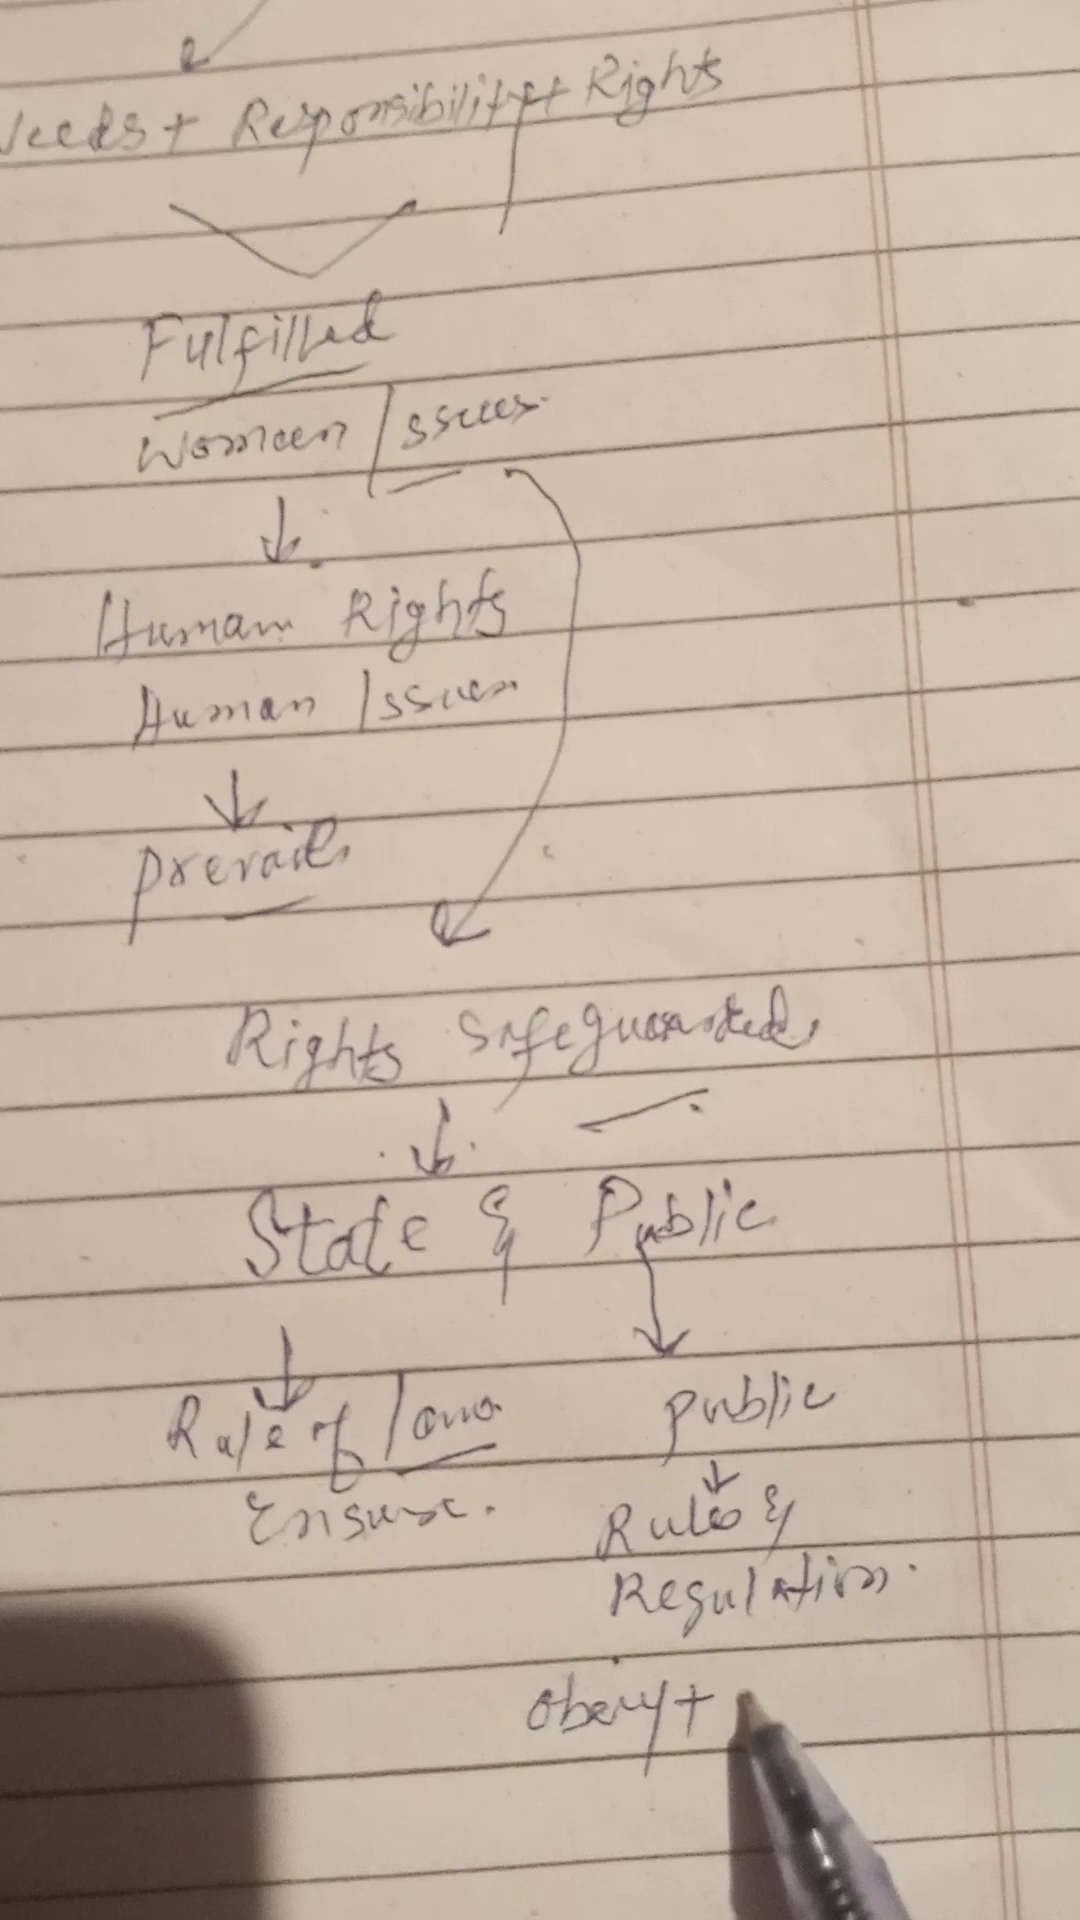 Needs + Responsibility + Rights
Fulfilled
Women Issues
Human Rights
Human Issues
Prevail
Rights Safeguarded
State & Public
Rule of law Public
Ensure. Rules &
Regulation.
Obey +